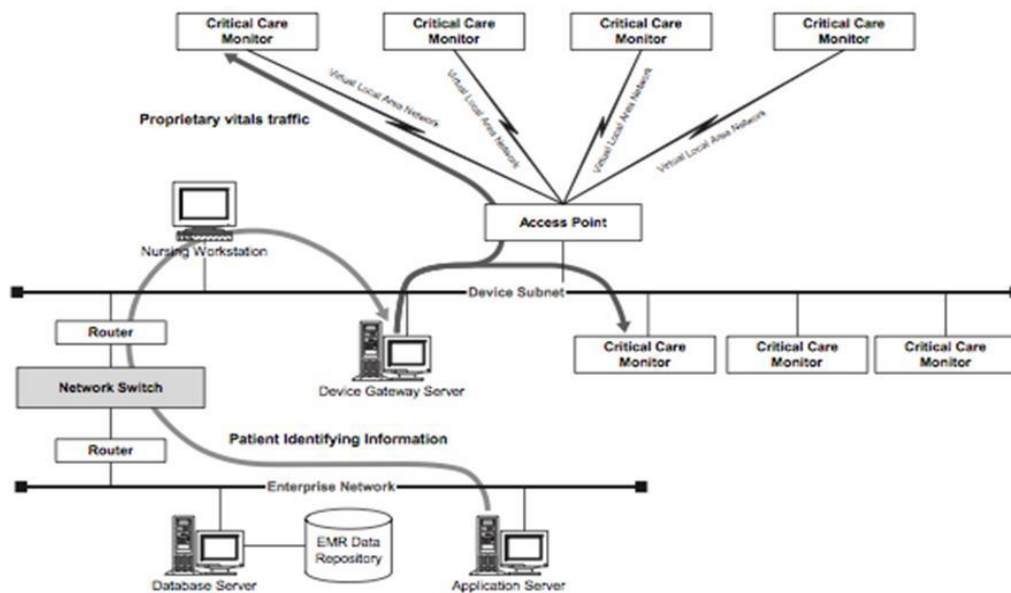 Critical Care
Monitor
Critical Care
Monitor
Critical Care
Monitor
Critical Care
Monitor
Virtual Local Area Network
Virtual Local Area Network
Virtual Local Area Network
Virtual Local Area Network
Proprietary vitals traffic
Access Point
Nursing Workstation
Device Subnet
Router
Critical Care
Monitor
Critical Care
Monitor
Critical Care
Monitor
Network Switch
Device Gateway Server
Patient Identifying Information
Router
Enterprise Network
EMR Data
Repository
Database Server
Application Server